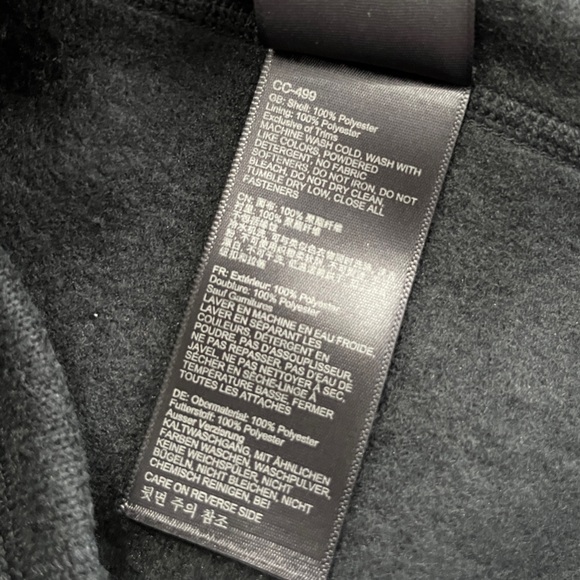 CC-499
GB: Shell: 100% Polyester
Lining: 100% Polyester
Exclusive of Trims
MACHINE WASH COLD, WASH WITH
LIKE COLORS, POWDERED
DETERGENT, NO FABRIC
SOFTENERS, DO NOT IRON, DO NOT
BLEACH, DO NOT DRY CLEAN,
TUMBLE DRY LOW, CLOSE ALL
FASTENERS
CN: 100% 聚酯纤维
100% 聚酯纤维
FR: Extérieur: 100% Polyester
Doublure: 100% Polyester
Sauf Garnitures
LAVER EN MACHINE EN EAU FROIDE,
LAVER EN SÉPARANT LES
COULEURS, DÉTERGENT EN
POUDRE, PAS D'ASSOUPLISSEUR
NE PAS REPASSER, PAS D'EAU DE
JAVEL, NE PAS NETTOYER À SEC,
SÉCHER EN SÈCHE-LINGE À
TEMPÉRATURE BASSE, FERMER
TOUTES LES ATTACHES
DE: Obermaterial: 100% Polyester
Futterstoff: 100% Polyester
Ausser Verzierung
KALTWASCHGANG, MIT ÄHNLICHEN
FARBEN WASCHEN, WASCHPULVER,
KEINE WEICHSPÜLER, NICHT
BÜGELN, NICHT BLEICHEN, NICHT
CHEMISCH REINIGEN, BEI
CARE ON REVERSE SIDE
뒷면 주의 참조